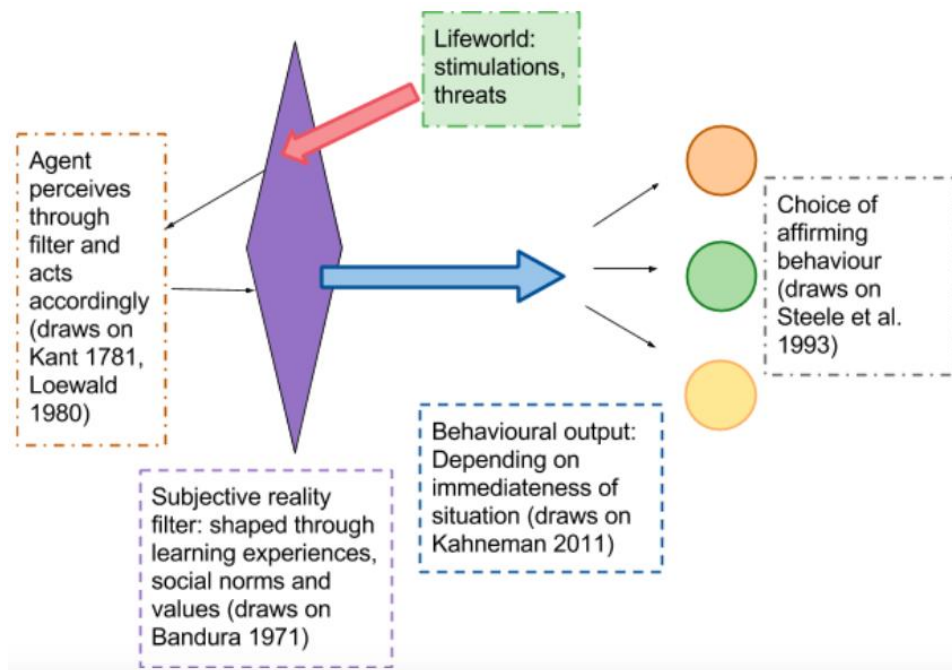 Lifeworld:
stimulations,
threats
Agent
perceives
through
filter and
acts
accordingly
(draws on
Kant 1781,
Loewald
1980)
Choice of
affirming
behaviour
(draws on
Steele et al.
1993)
Behavioural output:
Depending on
immediateness of
situation (draws on
Kahneman 2011)
Subjective reality
filter: shaped through
learning experiences,
social norms and
values (draws on
Bandura 1971)